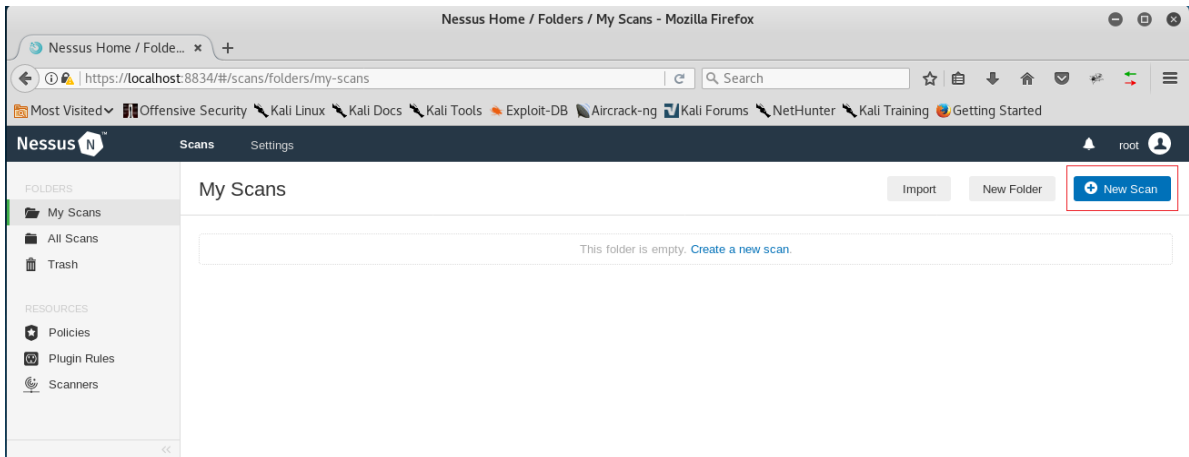 Nessus Home / Folders / My Scans - Mozilla Firefox
Nessus Home / Folde...
https://localhost:8834/#/scans/folders/my-scans
Search
Most Visited Offensive Security Kali Linux Kali Docs Kali Tools Exploit-DB Aircrack-ng Kali Forums NetHunter Kali Training Getting Started
Nessus N Scans Settings root
FOLDERS
My Scans
All Scans
Trash
RESOURCES
Policies
Plugin Rules
Scanners
My Scans
Import New Folder New Scan
This folder is empty. Create a new scan.